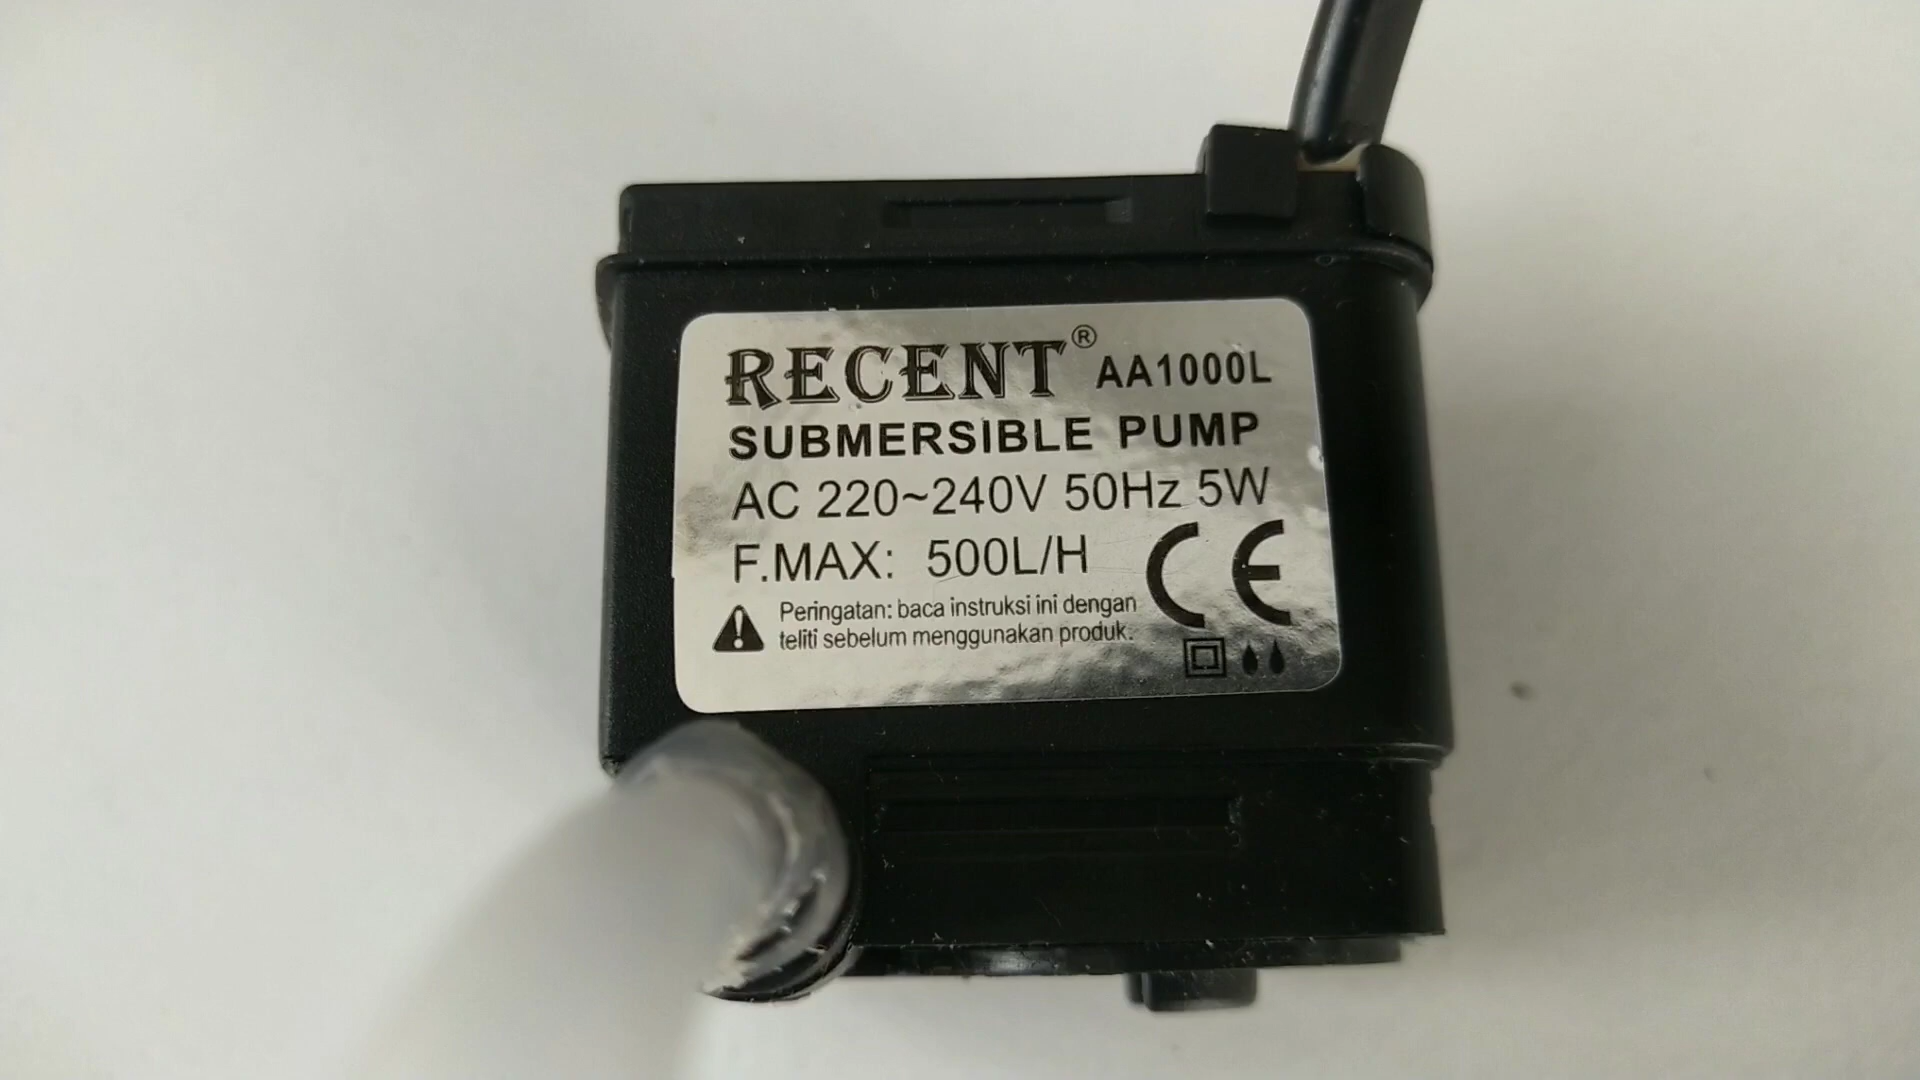 RECENT® AA1000L
SUBMERSIBLE PUMP
AC 220~240V 50Hz 5W
F.MAX: 500L/H
Peringatan: baca instruksi ini dengan
teliti sebelum menggunakan produk.
CE